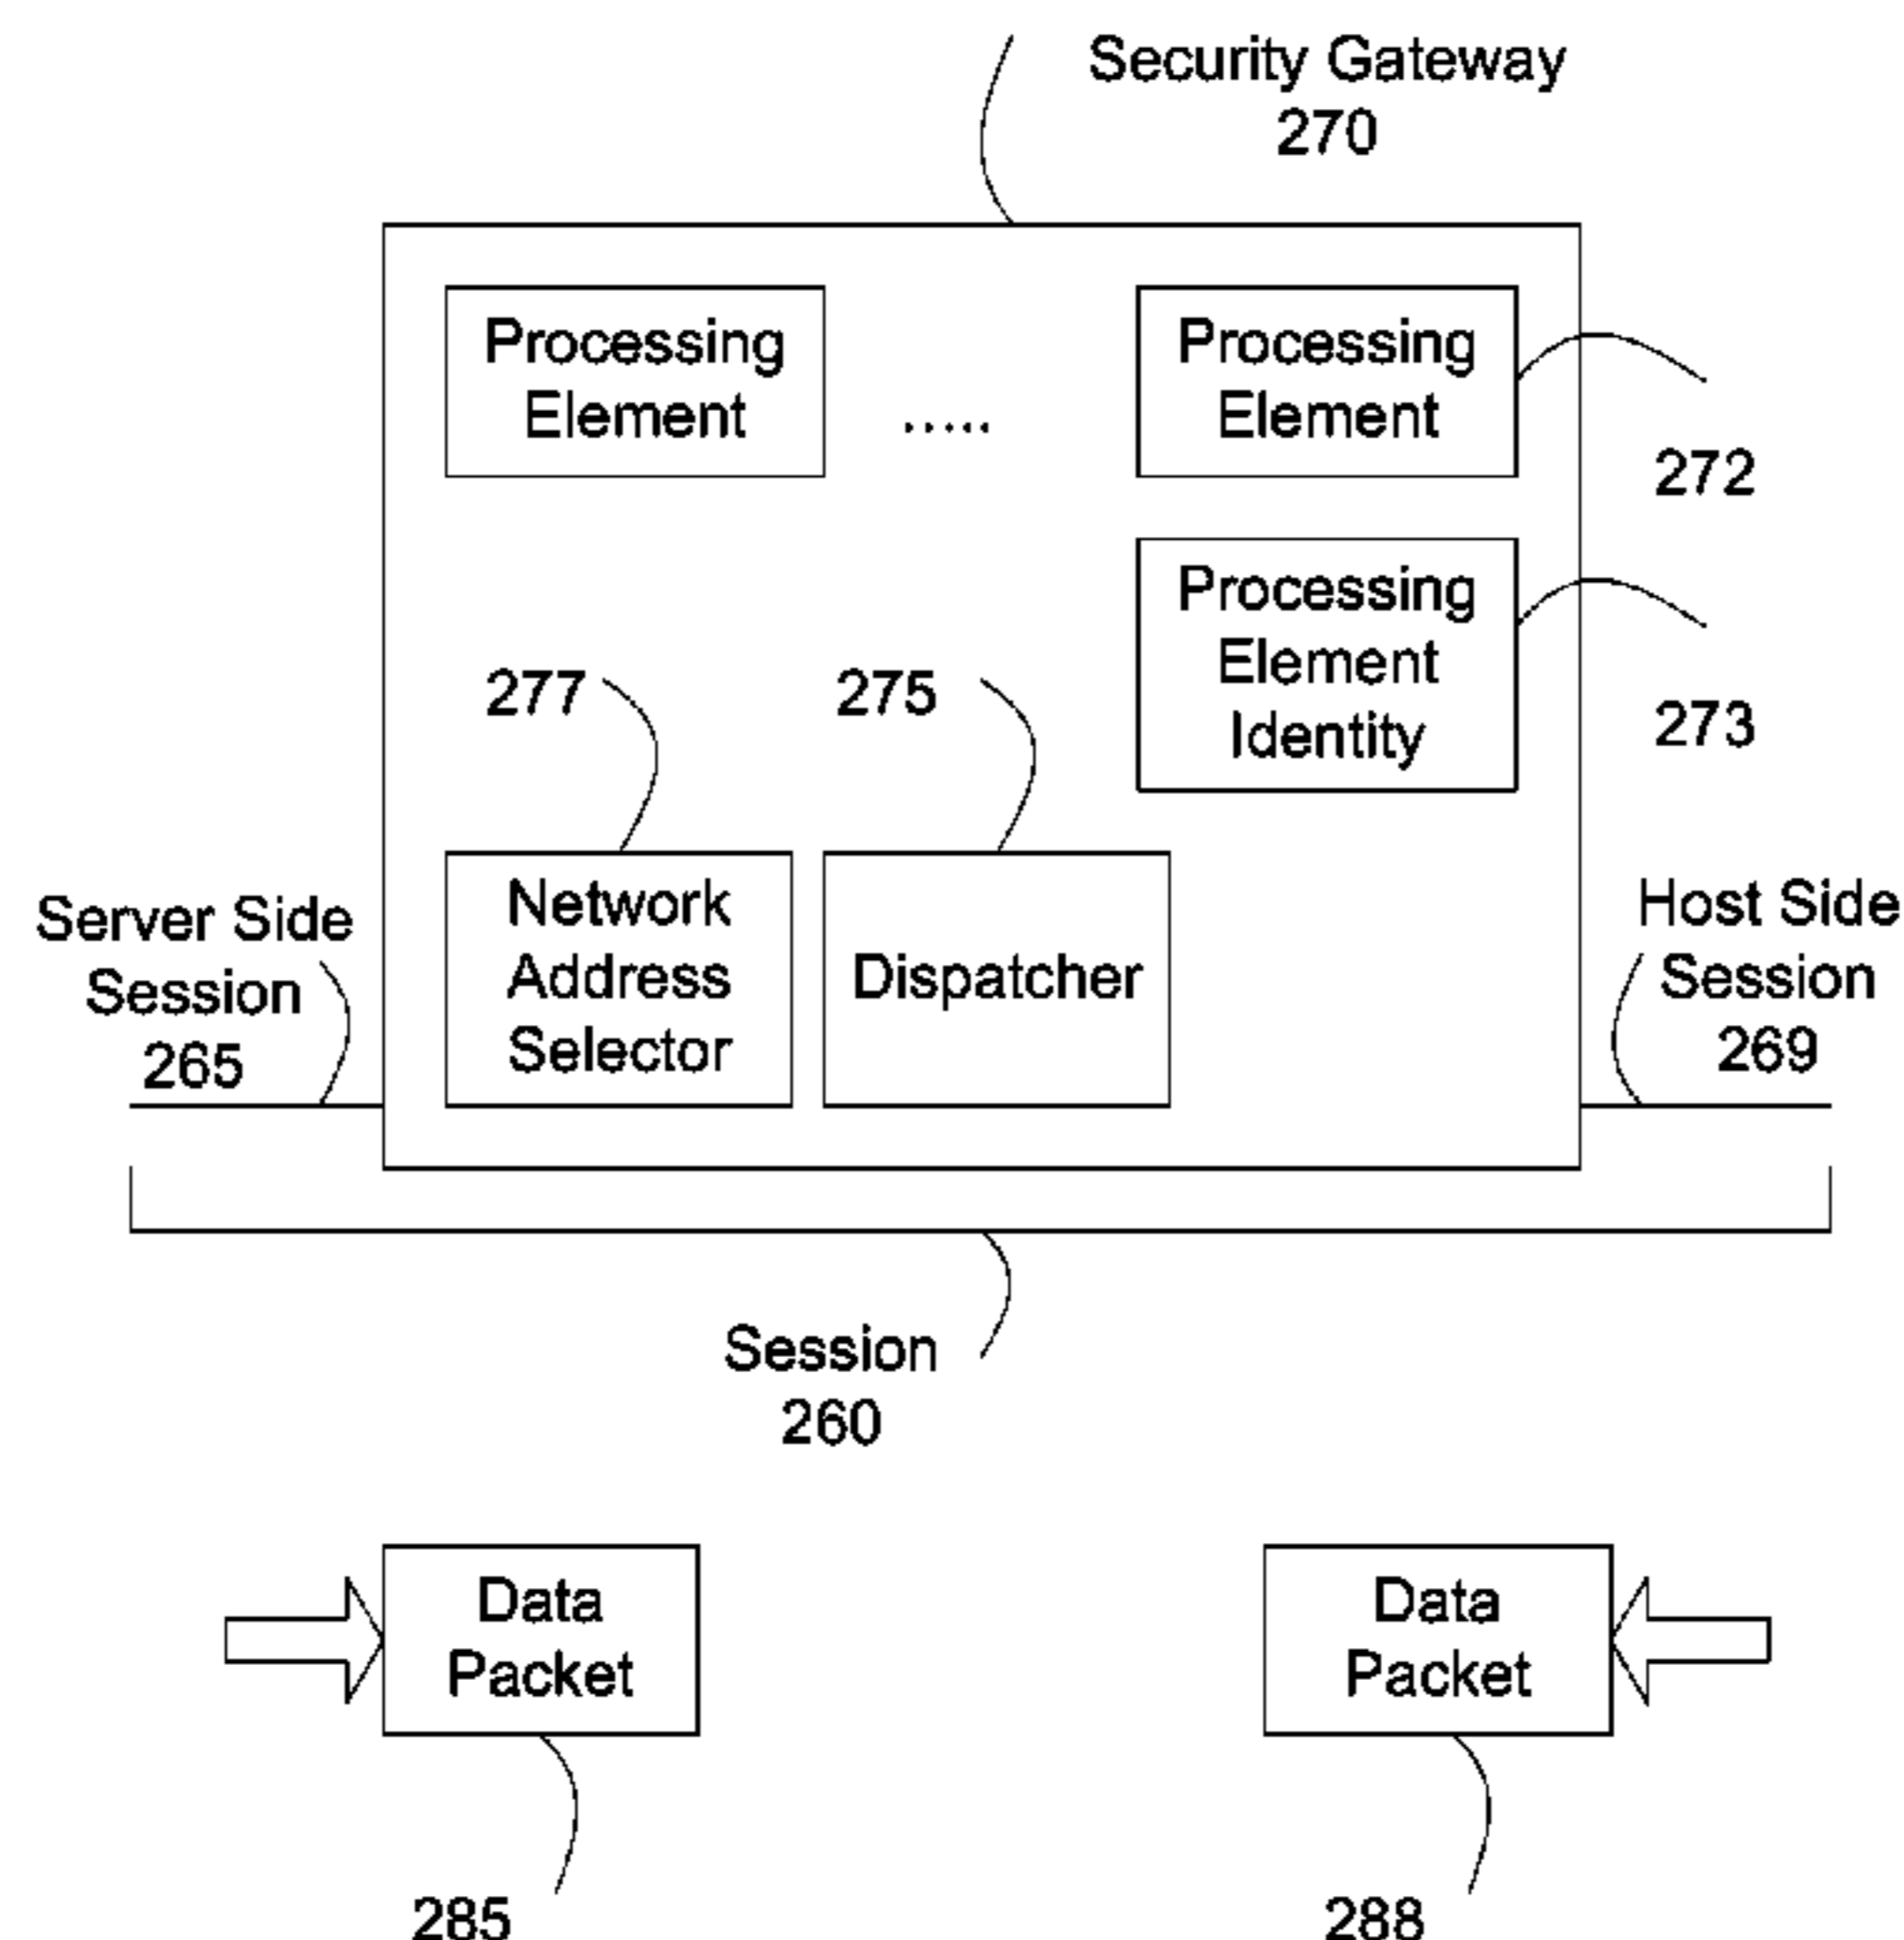 Security Gateway
270
Processing
Element
.....
Processing
Element
272
Processing
Element
Identity
273
277
275
Network
Address
Selector
Dispatcher
Server Side
Session
265
Host Side
Session
269
Session
260
Data
Packet
285
Data
Packet
288